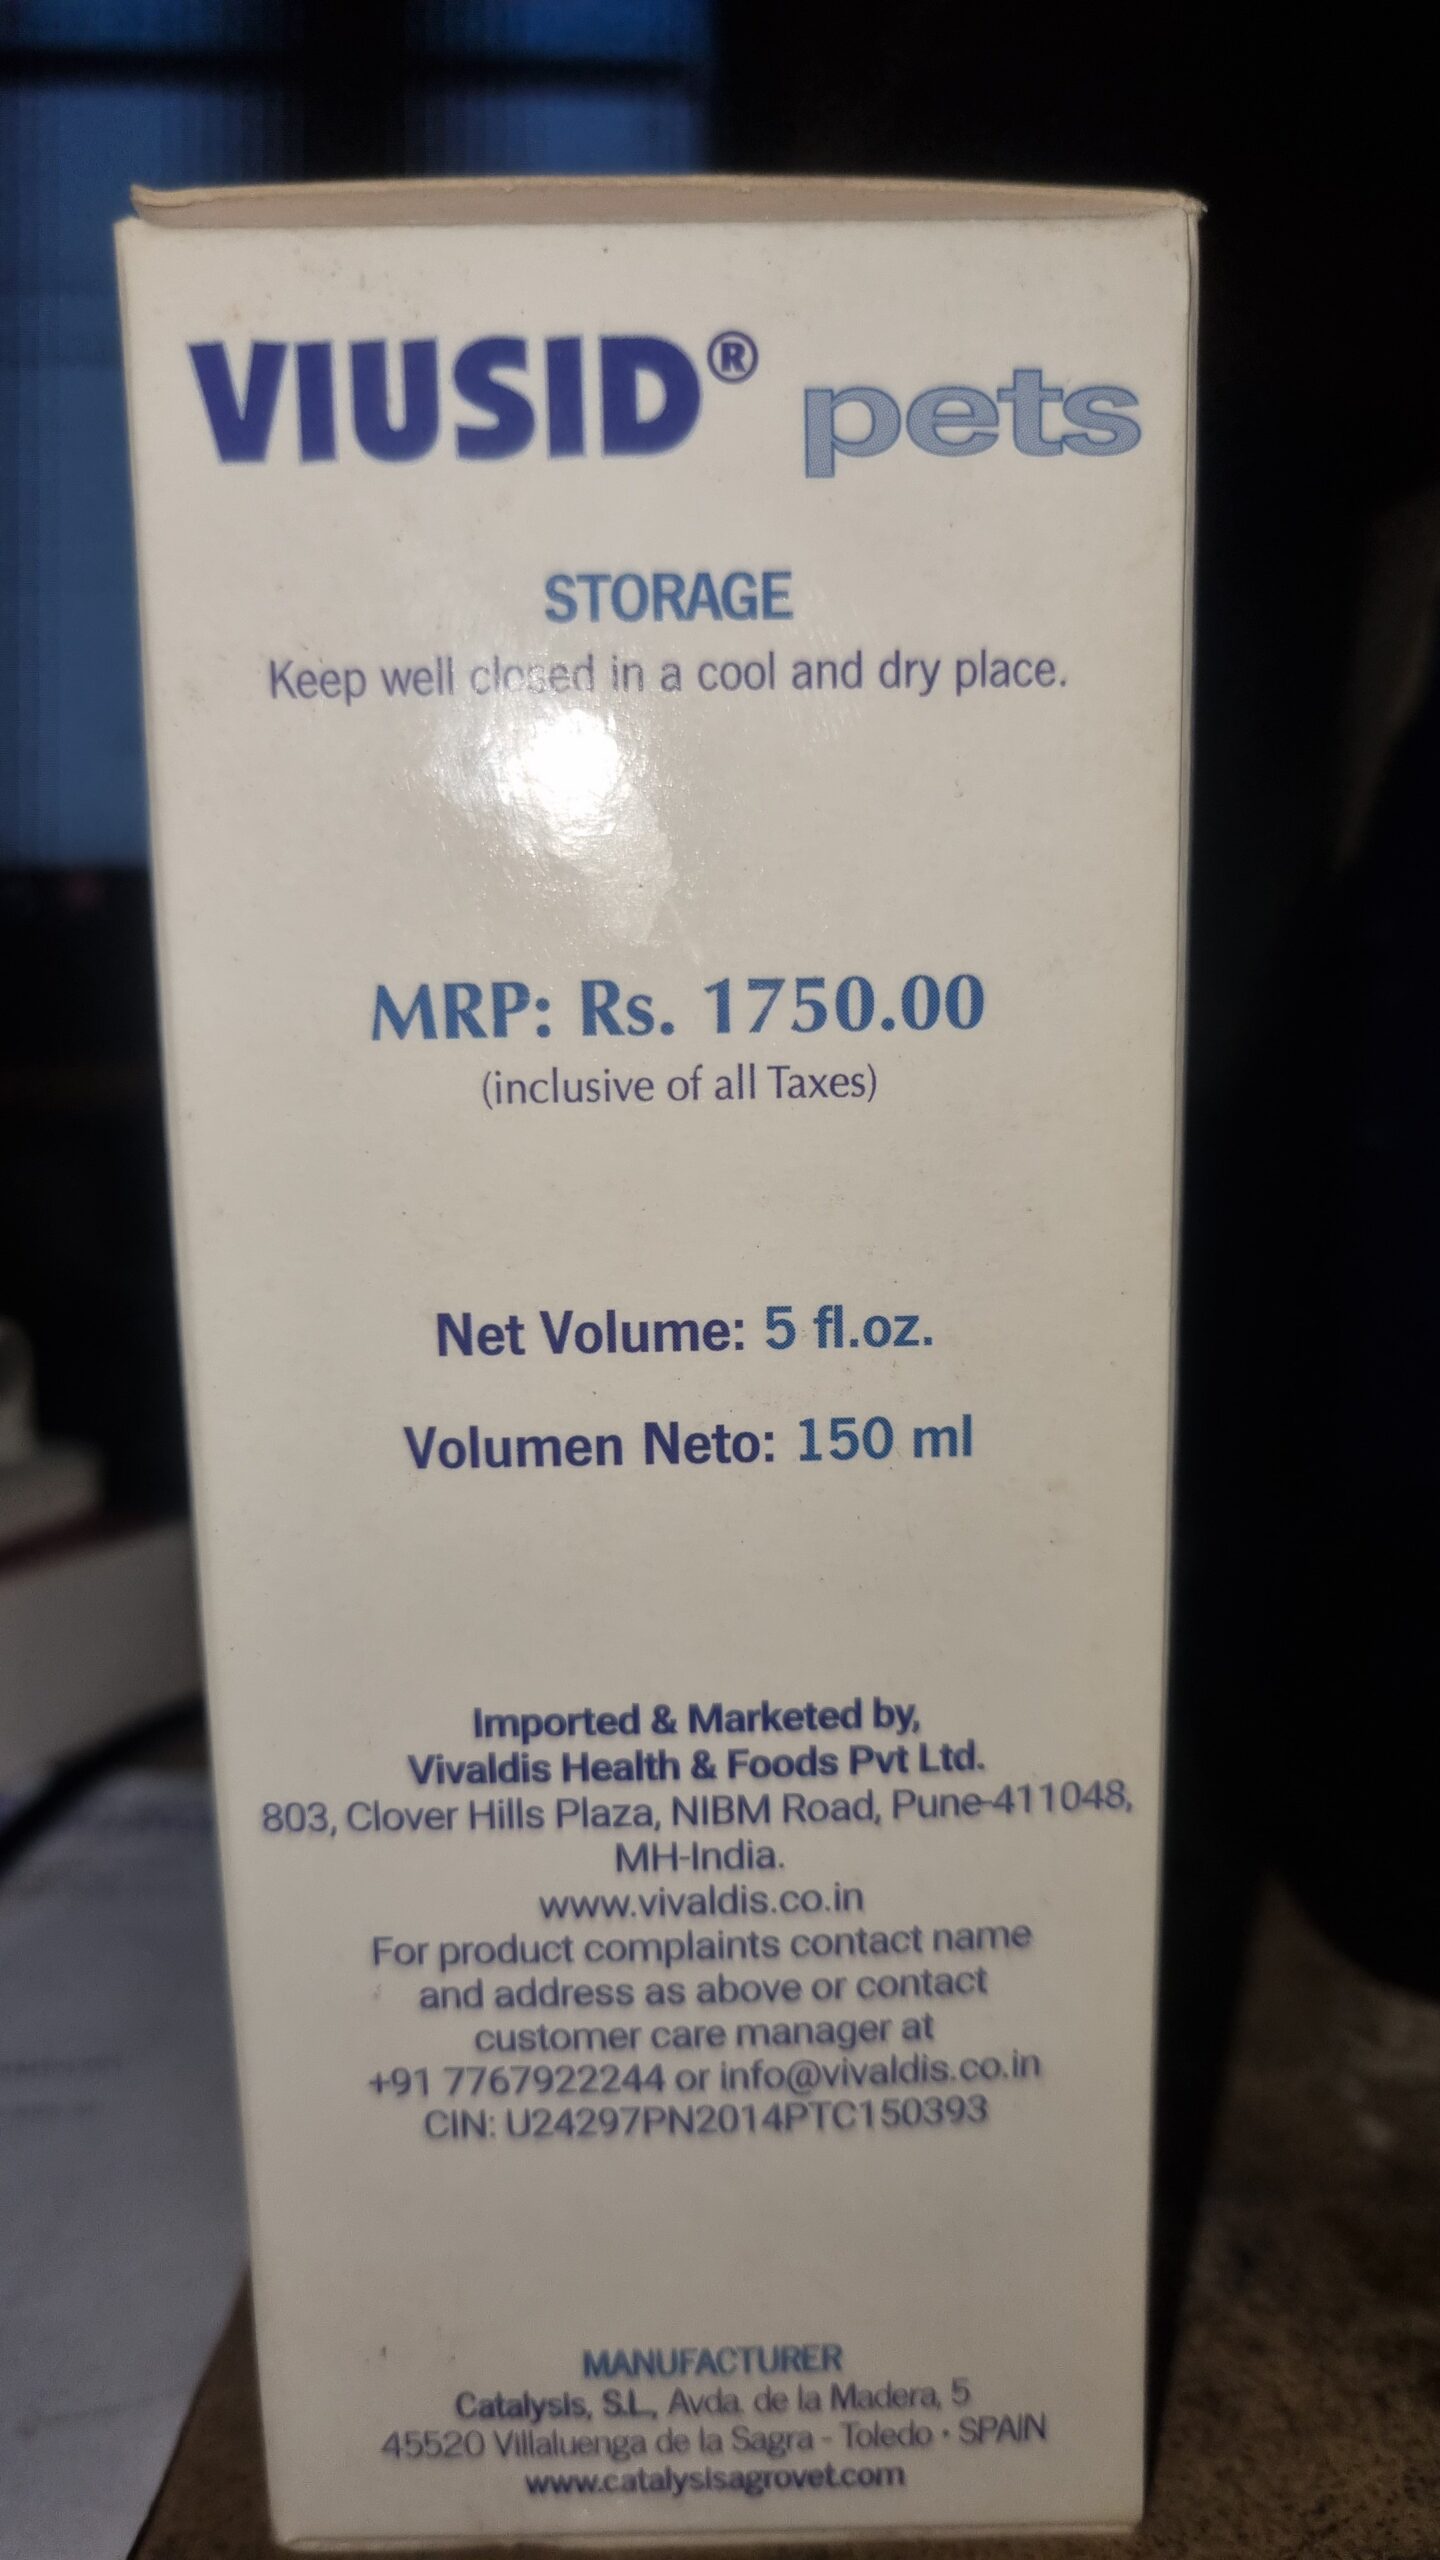 VIUSID® pets
STORAGE
Keep well closed in a cool and dry place.
MRP: Rs. 1750.00
(inclusive of all Taxes)
Net Volume: 5 fl.oz.
Volumen Neto: 150 ml
Imported & Marketed by,
Vivaldis Health & Foods Pvt Ltd.
803, Clover Hills Plaza, NIBM Road, Pune-411048,
MH-India.
www.vivaldis.co.in
For product complaints contact name
and address as above or contact
customer care manager at
+91 7767922244 or info@vivaldis.co.in
CIN: U24297PN2014PTC150393
MANUFACTURER
Catalysis, S.L, Avda. de la Madera, 5
45520 Villaluenga de la Sagra - Toledo • SPAIN
www.catalysisagrovet.com